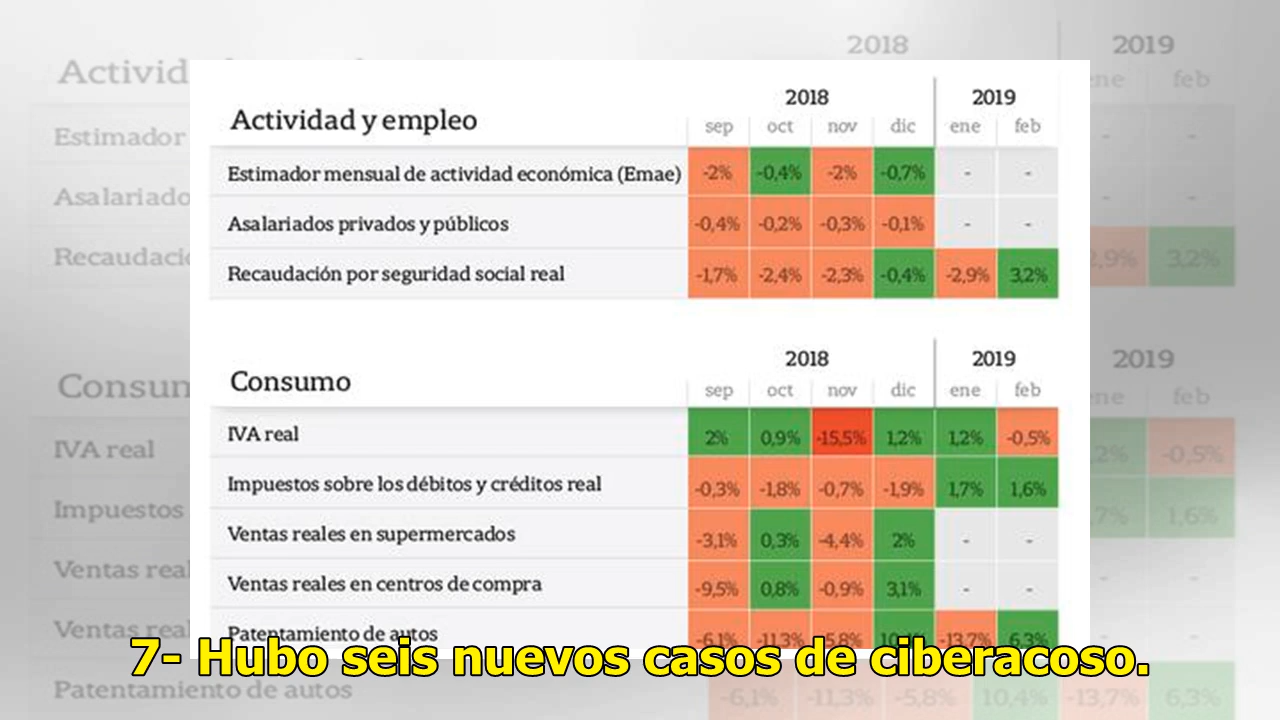 Actividad y empleo
2018 2019
sep oct nov dic ene feb
Estimador mensual de actividad económica (Emae) -2% -0,4% -2% -0,7% - -
Asalariados privados y públicos -0,4% -0,2% -0,3% -0,1% - -
Recaudación por seguridad social real -1,7% -2,4% -2,3% -0,4% -2,9% 3,2%
Consumo
2018 2019
sep oct nov dic ene feb
IVA real 2% 0,9% -15,5% 1,2% 1,2% -0,5%
Impuestos sobre los débitos y créditos real -0,3% -1,8% -0,7% -1,9% 1,7% 1,6%
Ventas reales en supermercados -3,1% 0,3% -4,4% 2% - -
Ventas reales en centros de compra -9,5% 0,8% -0,9% 3,1% - -
Patentamiento de autos -6,1% -11,3% -5,8% 10,4% -13,7% 6,3%
7- Hubo seis nuevos casos de ciberacoso.